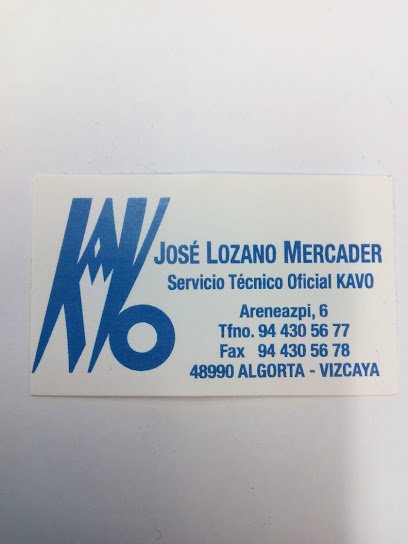 KAVO
JOSÉ LOZANO MERCADER
Servicio Técnico Oficial KAVO
Areneazpi, 6
Tfno. 94 430 56 77
Fax 94 430 56 78
48990 ALGORTA - VIZCAYA